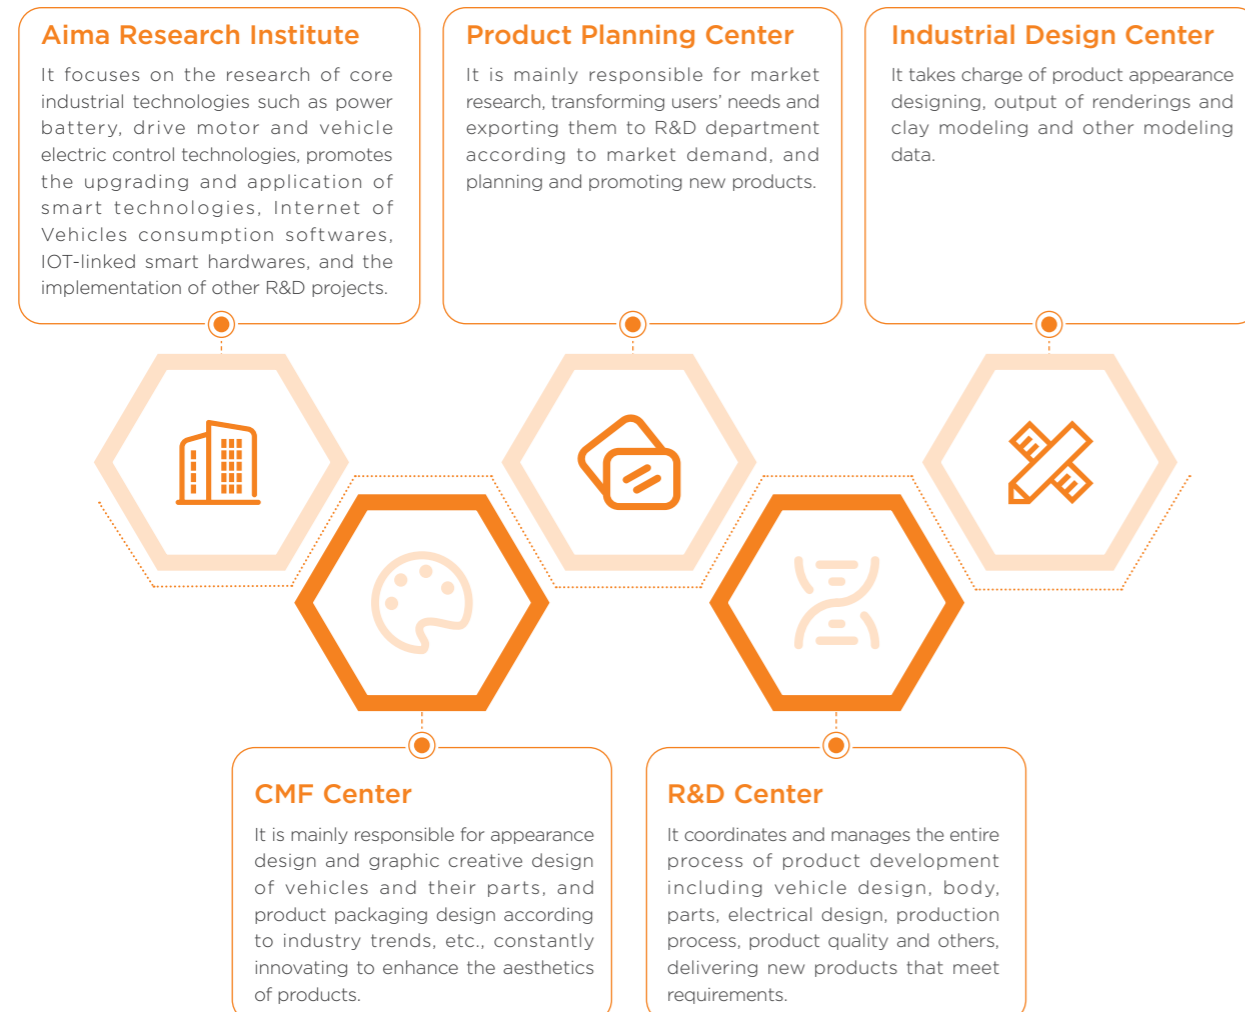 Aima Research Institute
It focuses on the research of core
industrial technologies such as power
battery, drive motor and vehicle
electric control technologies, promotes
the upgrading and application of
smart technologies, Internet of
Vehicles consumption softwares,
IOT-linked smart hardwares, and the
implementation of other R&D projects.
Product Planning Center
It is mainly responsible for market
research, transforming users’ needs and
exporting them to R&D department
according to market demand, and
planning and promoting new products.
Industrial Design Center
It takes charge of product appearance
designing, output of renderings and
clay modeling and other modeling
data.
CMF Center
It is mainly responsible for appearance
design and graphic creative design
of vehicles and their parts, and
product packaging design according
to industry trends, etc., constantly
innovating to enhance the aesthetics
of products.
R&D Center
It coordinates and manages the entire
process of product development
including vehicle design, body,
parts, electrical design, production
process, product quality and others,
delivering new products that meet
requirements.